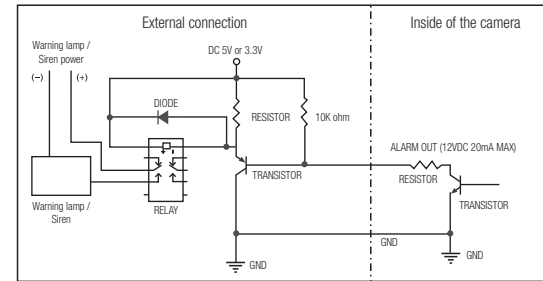 External connection
Inside of the camera
Warning lamp /
Siren power
(−)
(+)
DC 5V or 3.3V
DIODE
RESISTOR
10K ohm
ALARM OUT (12VDC 20mA MAX)
+
-
TRANSISTOR
RESISTOR
TRANSISTOR
Warning lamp /
Siren
RELAY
GND
GND
GND